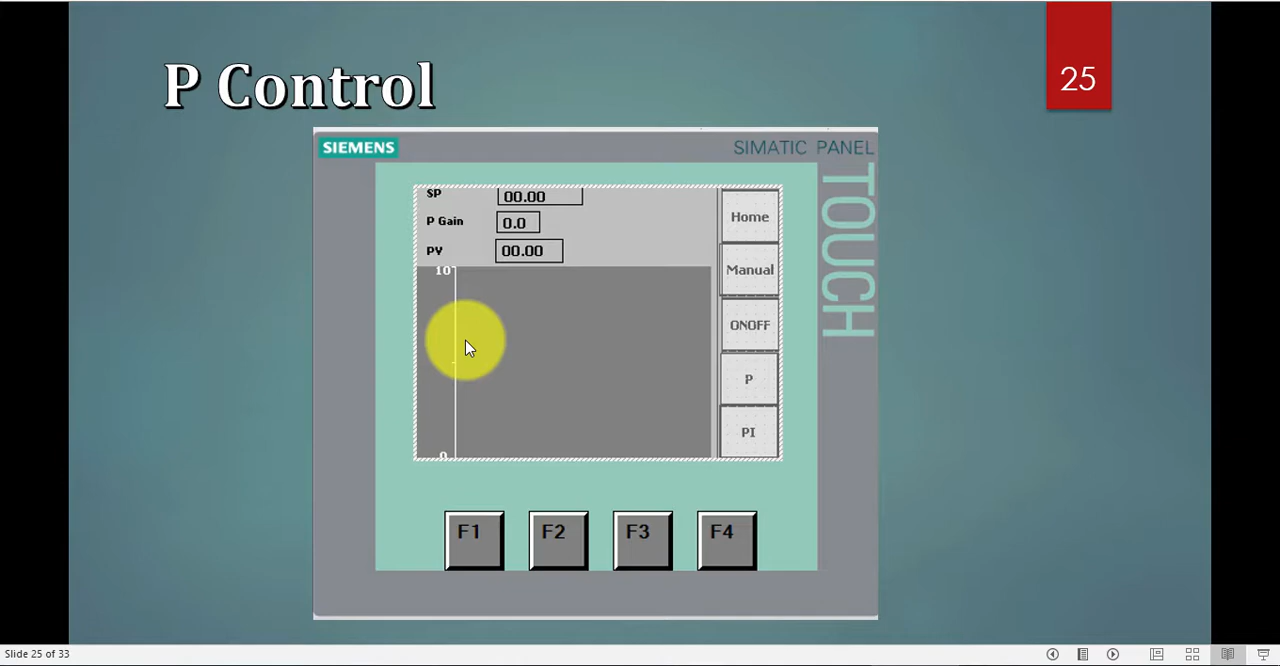 P Control
25
SIEMENS
SIMATIC PANEL
TOUCH
SP 00.00
P Gain 0.0
PV 00.00
10
0
Home
Manual
ONOFF
P
PI
F1 F2 F3 F4
Slide 25 of 33